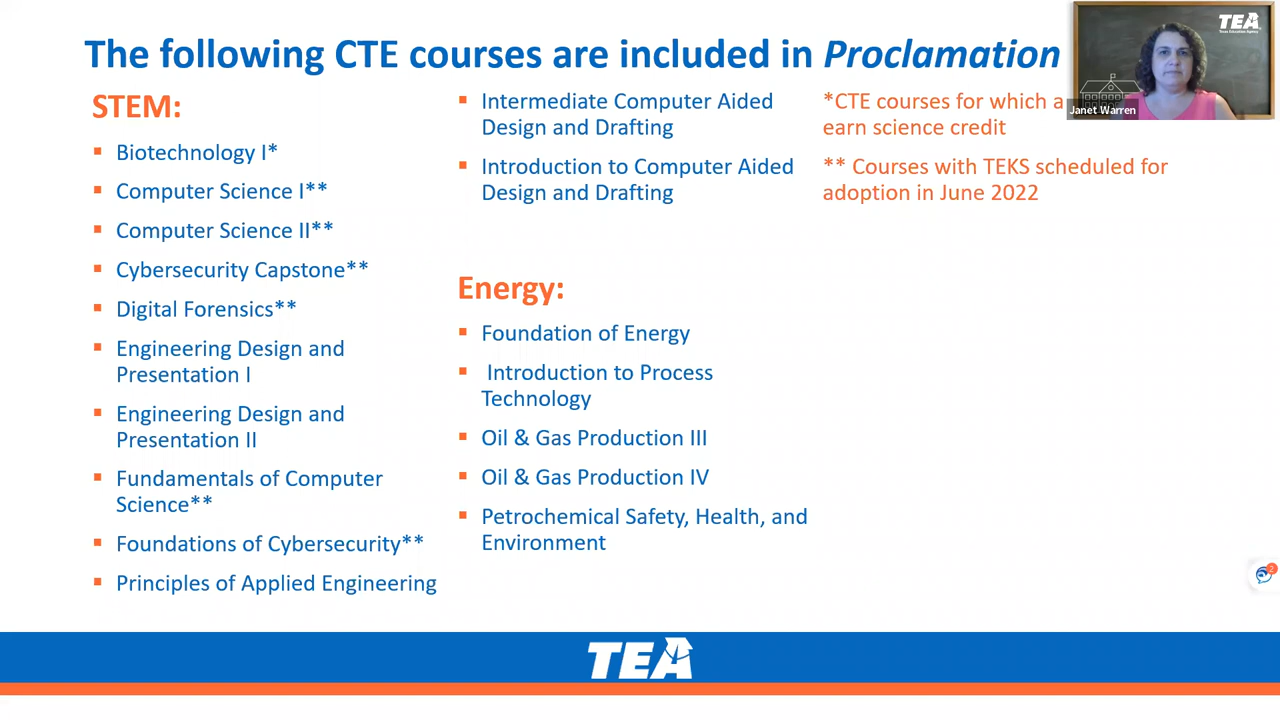 The following CTE courses are included in Proclamation
STEM:
Biotechnology I*
Computer Science I**
Computer Science II**
Cybersecurity Capstone**
Digital Forensics**
Engineering Design and
Presentation I
Engineering Design and
Presentation II
Fundamentals of Computer
Science**
Foundations of Cybersecurity**
Principles of Applied Engineering
Intermediate Computer Aided
Design and Drafting
Introduction to Computer Aided
Design and Drafting
Energy:
Foundation of Energy
Introduction to Process
Technology
Oil & Gas Production III
Oil & Gas Production IV
Petrochemical Safety, Health, and
Environment
*CTE courses for which a
earn science credit
** Courses with TEKS scheduled for
adoption in June 2022
TEA
Texas Education Agency
Janet Warren
2
TEA